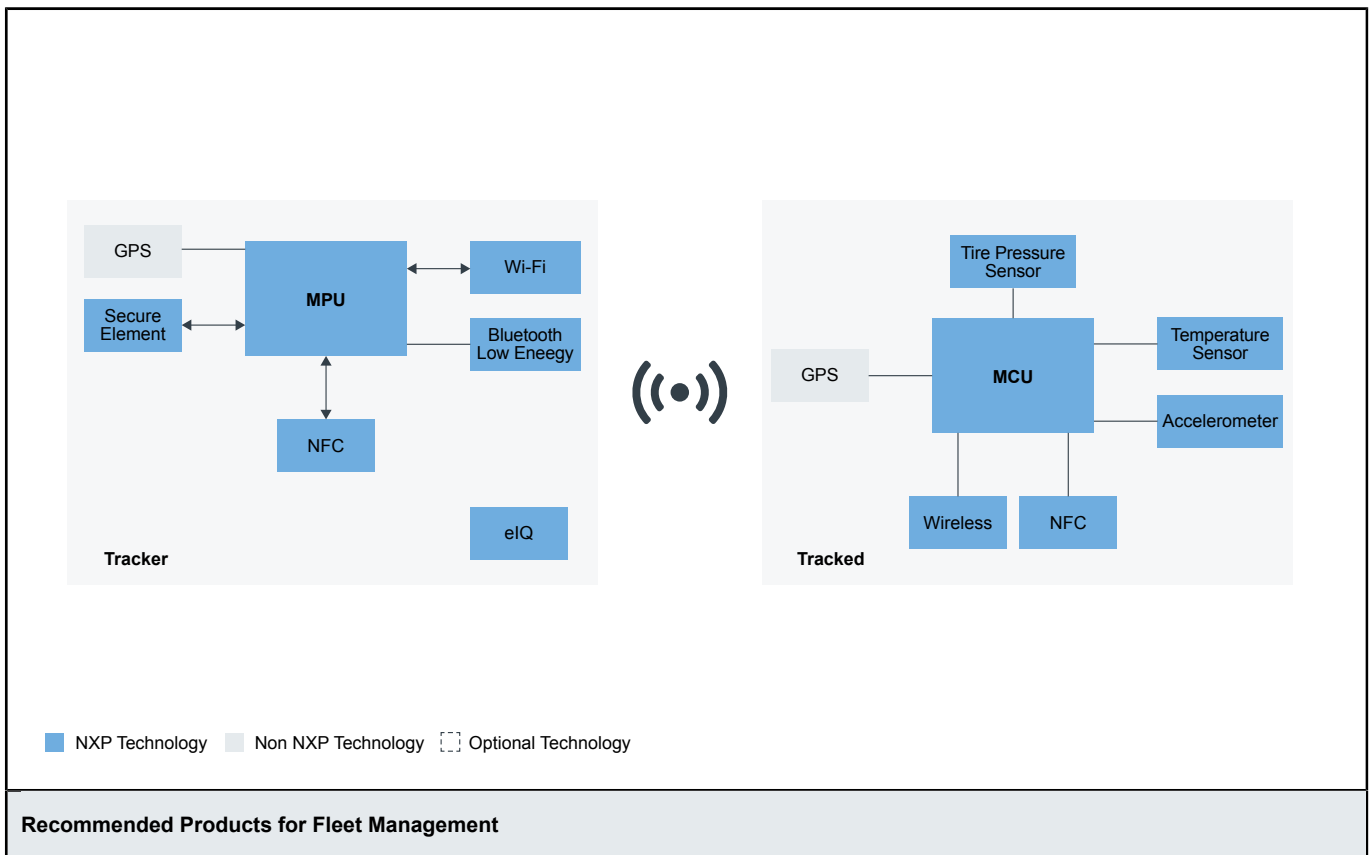 GPS
MPU
Wi-Fi
Secure
Element
Bluetooth
Low Eneegy
NFC
eIQ
Tracker
Tire Pressure
Sensor
Temperature
Sensor
GPS
MCU
Accelerometer
Wireless
NFC
Tracked
NXP Technology
Non NXP Technology
Optional Technology
Recommended Products for Fleet Management